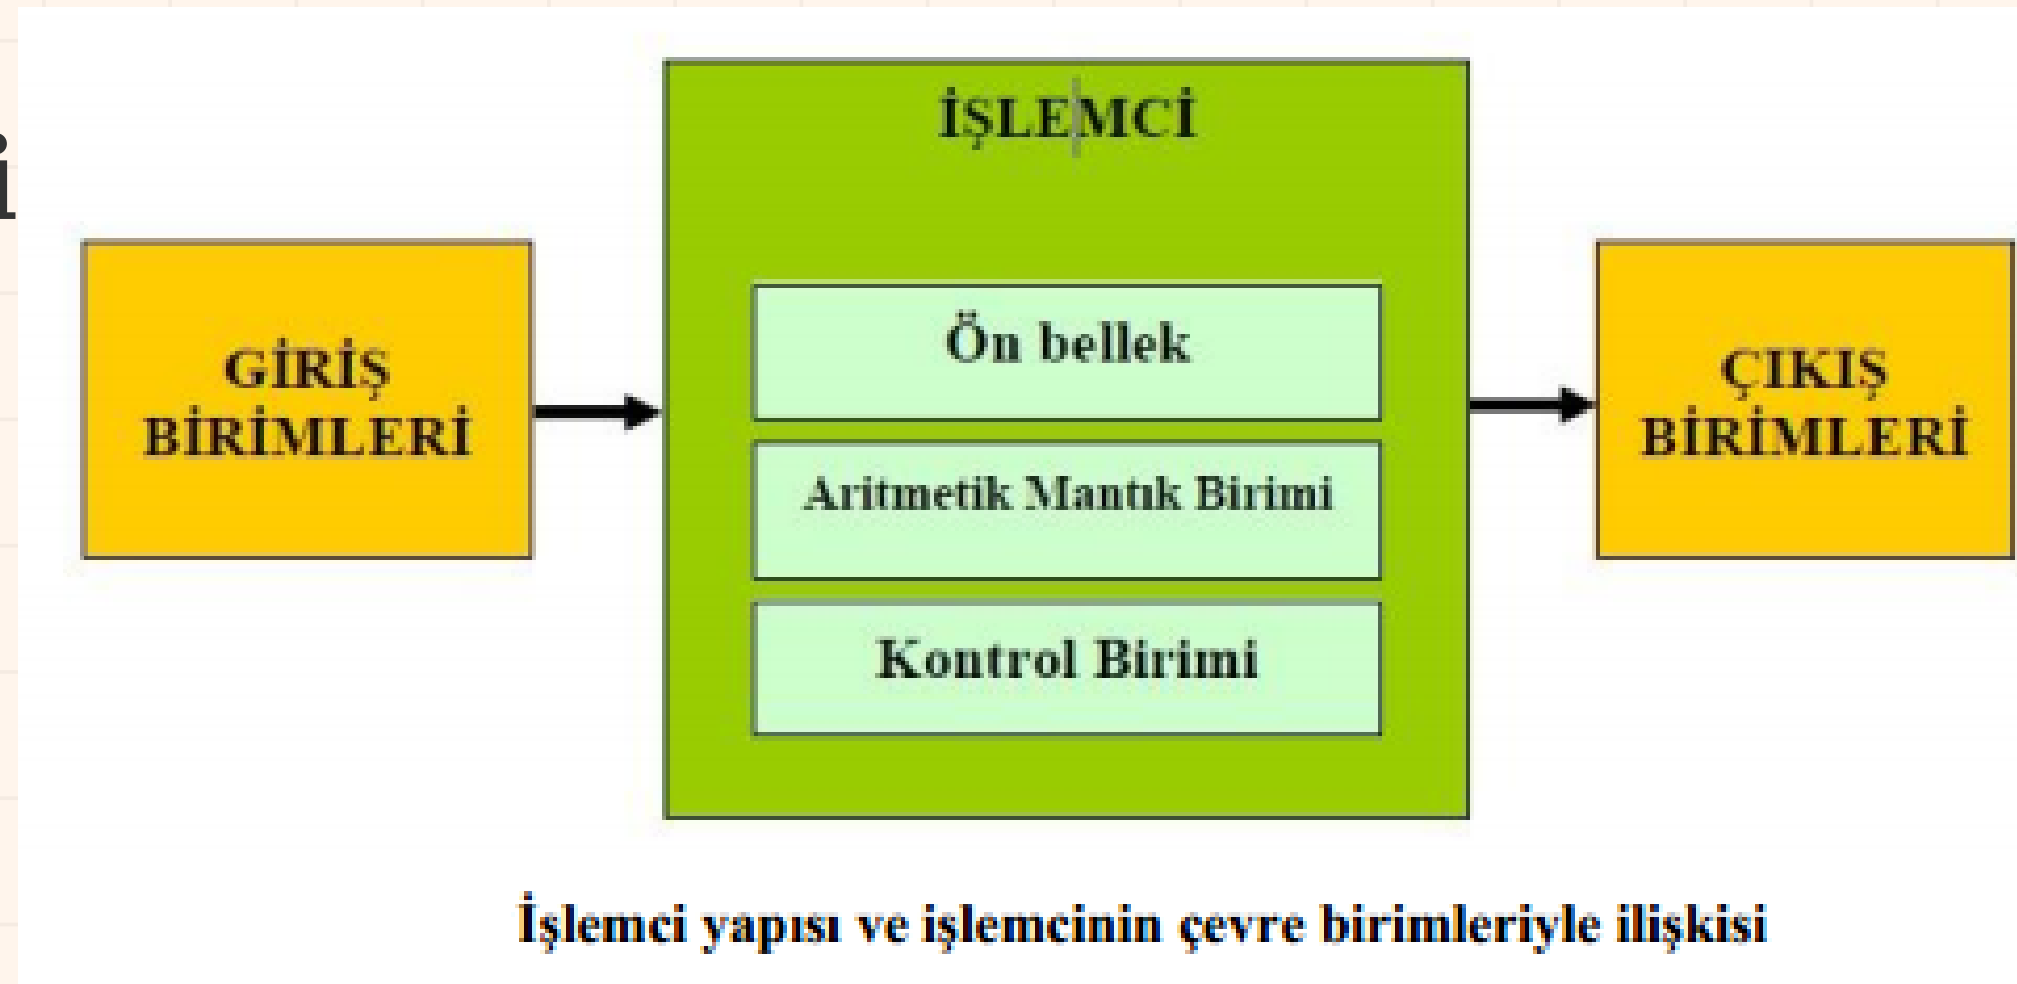 i
İŞLEMCİ
GİRİŞ
BİRİMLERİ
Ön bellek
Aritmetik Mantık Birimi
Kontrol Birimi
ÇIKIŞ
BİRİMLERİ
İşlemci yapısı ve işlemcinin çevre birimleriyle ilişkisi